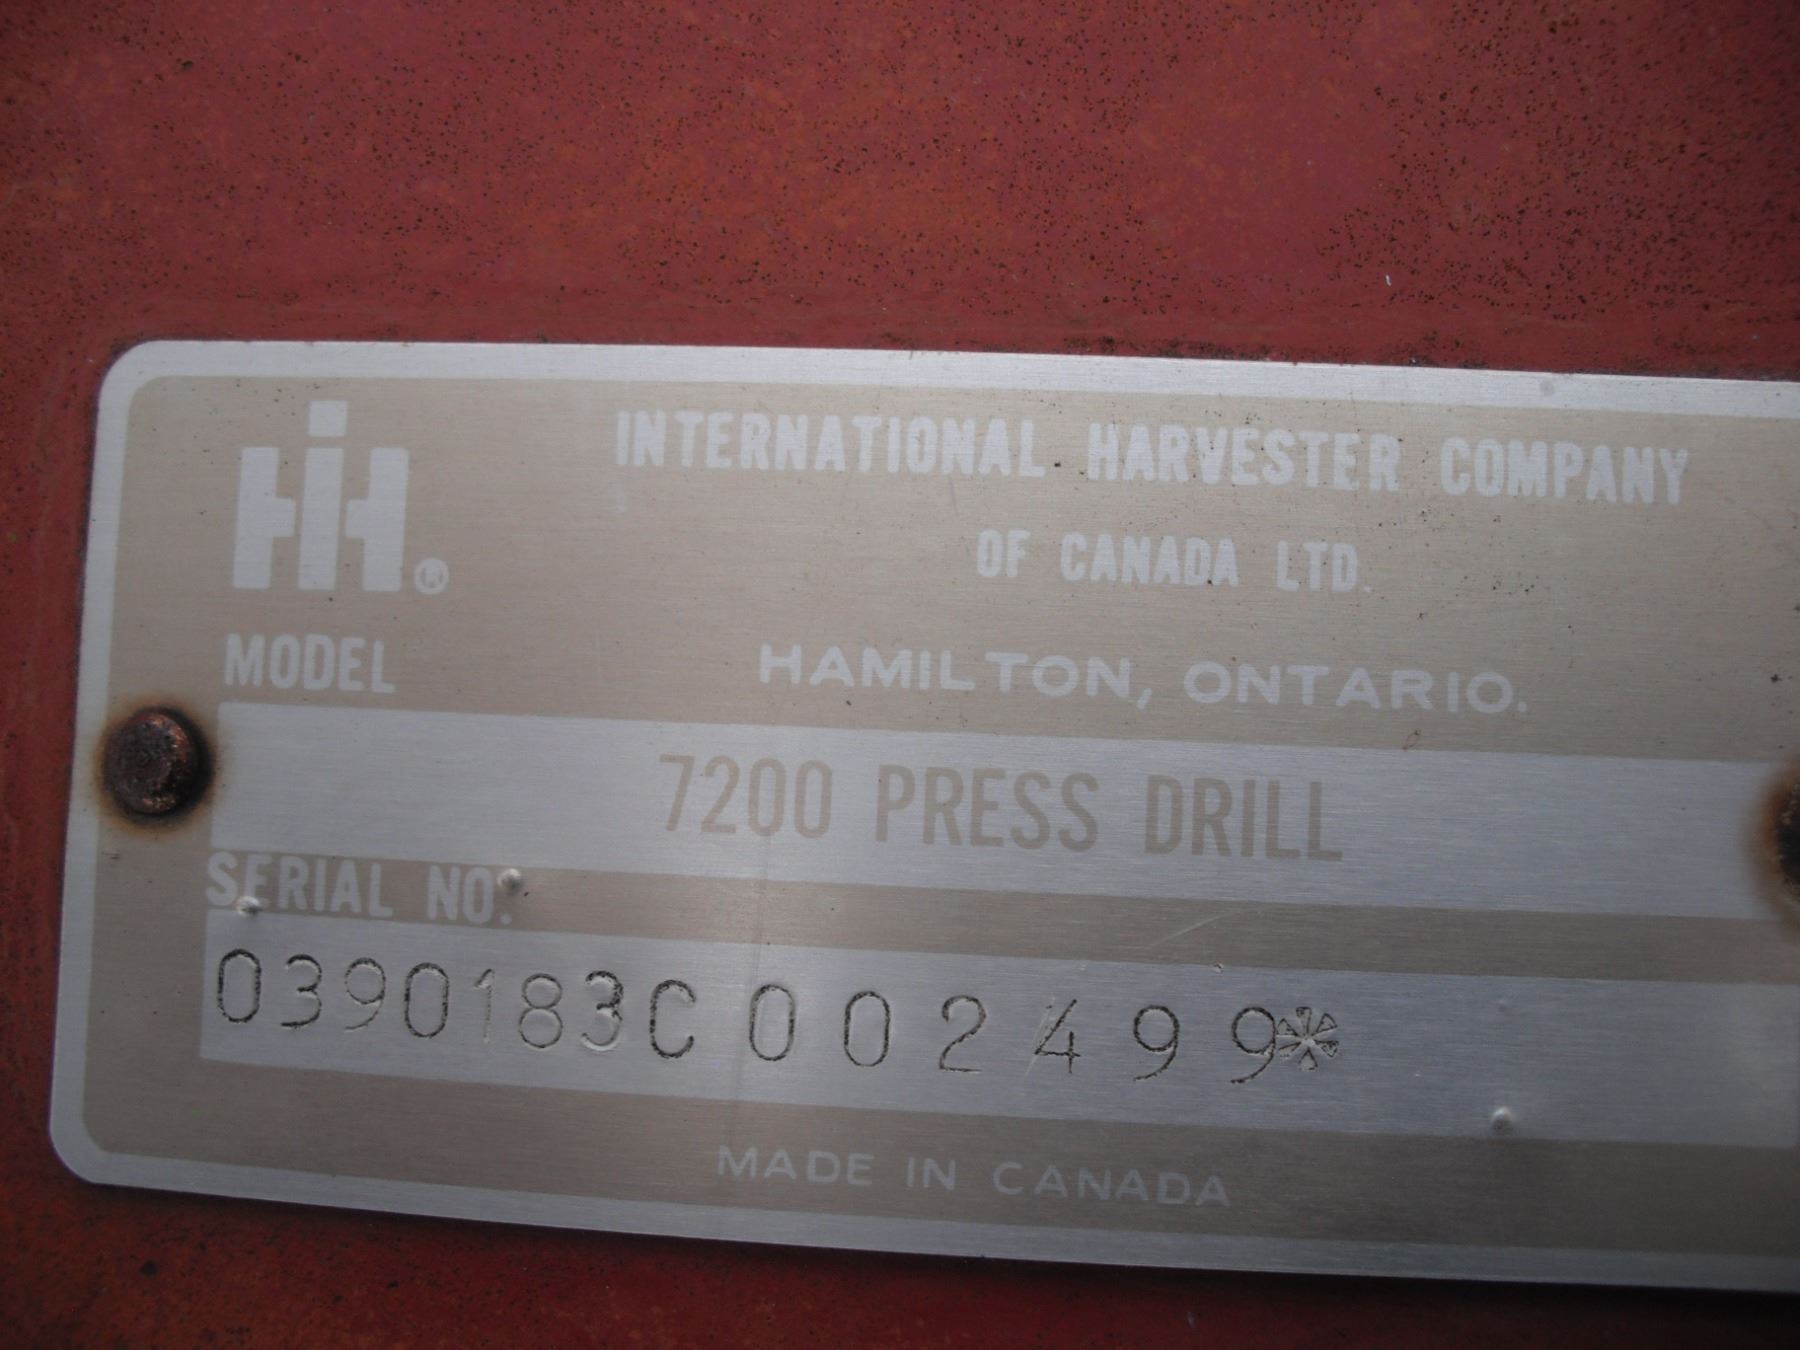 IH®
INTERNATIONAL HARVESTER COMPANY
OF CANADA LTD.
MODEL
HAMILTON, ONTARIO.
7200 PRESS DRILL
SERIAL NO.
0390183C002499*
MADE IN CANADA